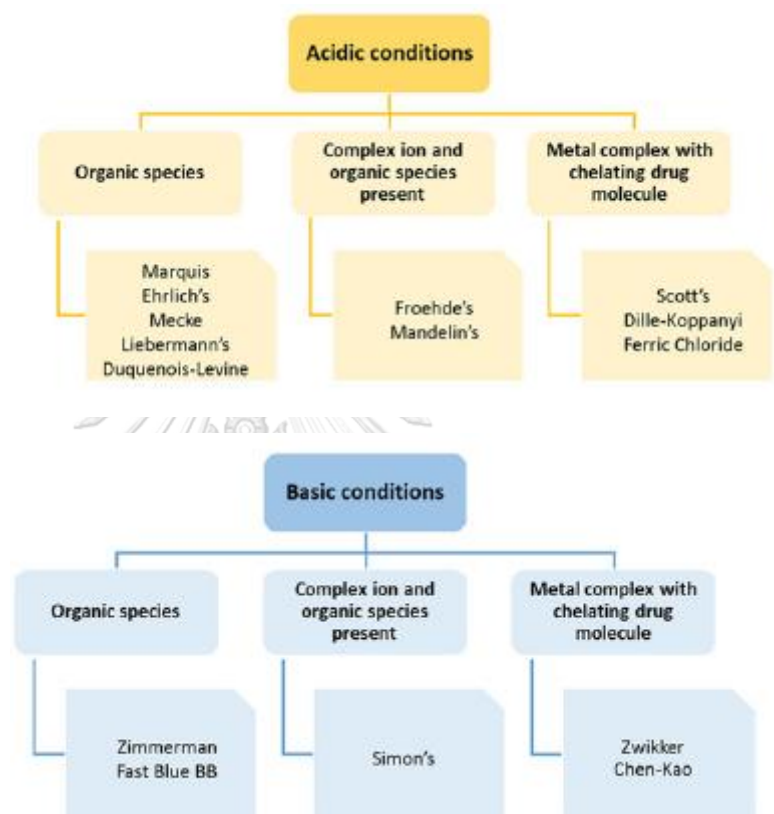 Acidic conditions
Organic species
Complex ion and
organic species
present
Metal complex with
chelating drug
molecule
Marquis
Ehrlich's
Mecke
Liebermann's
Duquenois-Levine
Froehde's
Mandelin's
Scott's
Dille-Koppanyi
Ferric Chloride
Basic conditions
Organic species
Complex ion and
organic species
present
Metal complex with
chelating drug
molecule
Zimmerman
Fast Blue BB
Simon's
Zwikker
Chen-Kao